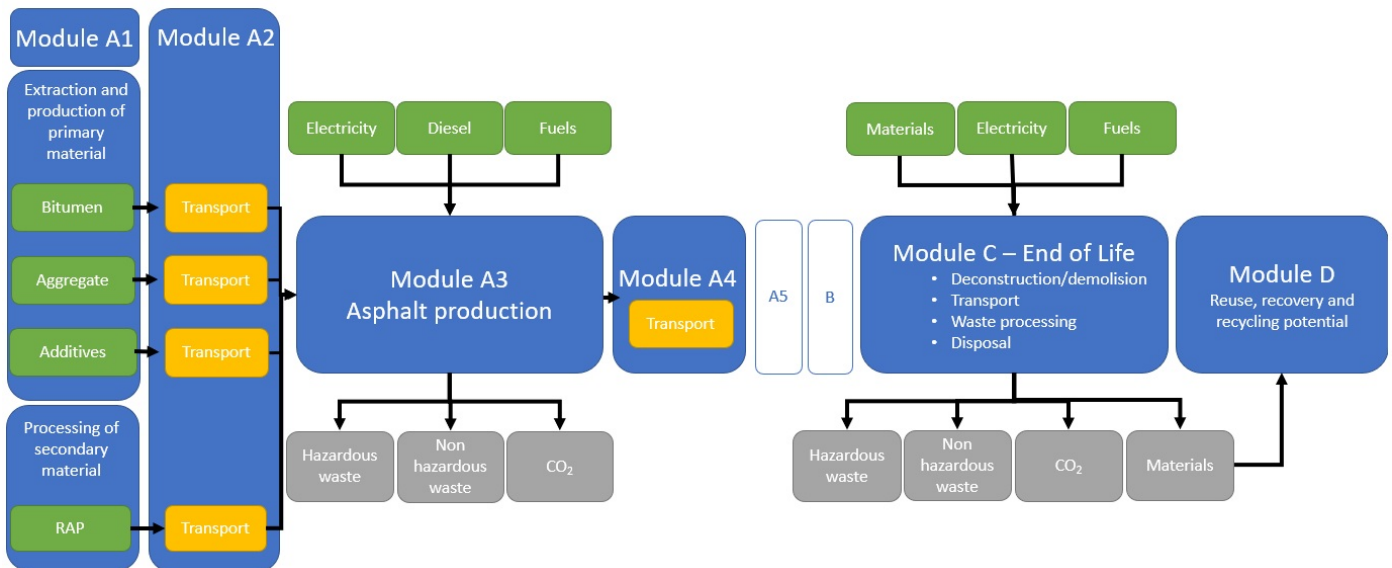 Module A1
Extraction and
production of
primary
material
Bitumen
Aggregate
Additives
Processing of
secondary
material
RAP
Module A2
Transport
Transport
Transport
Transport
Electricity
Diesel
Fuels
Module A3
Asphalt production
Hazardous
waste
Non
hazardous
waste
CO₂
Module A4
Transport
A5
B
Materials
Electricity
Fuels
Module C – End of Life
• Deconstruction/demolision
• Transport
• Waste processing
• Disposal
Hazardous
waste
Non
hazardous
waste
CO₂
Materials
Module D
Reuse, recovery and
recycling potential